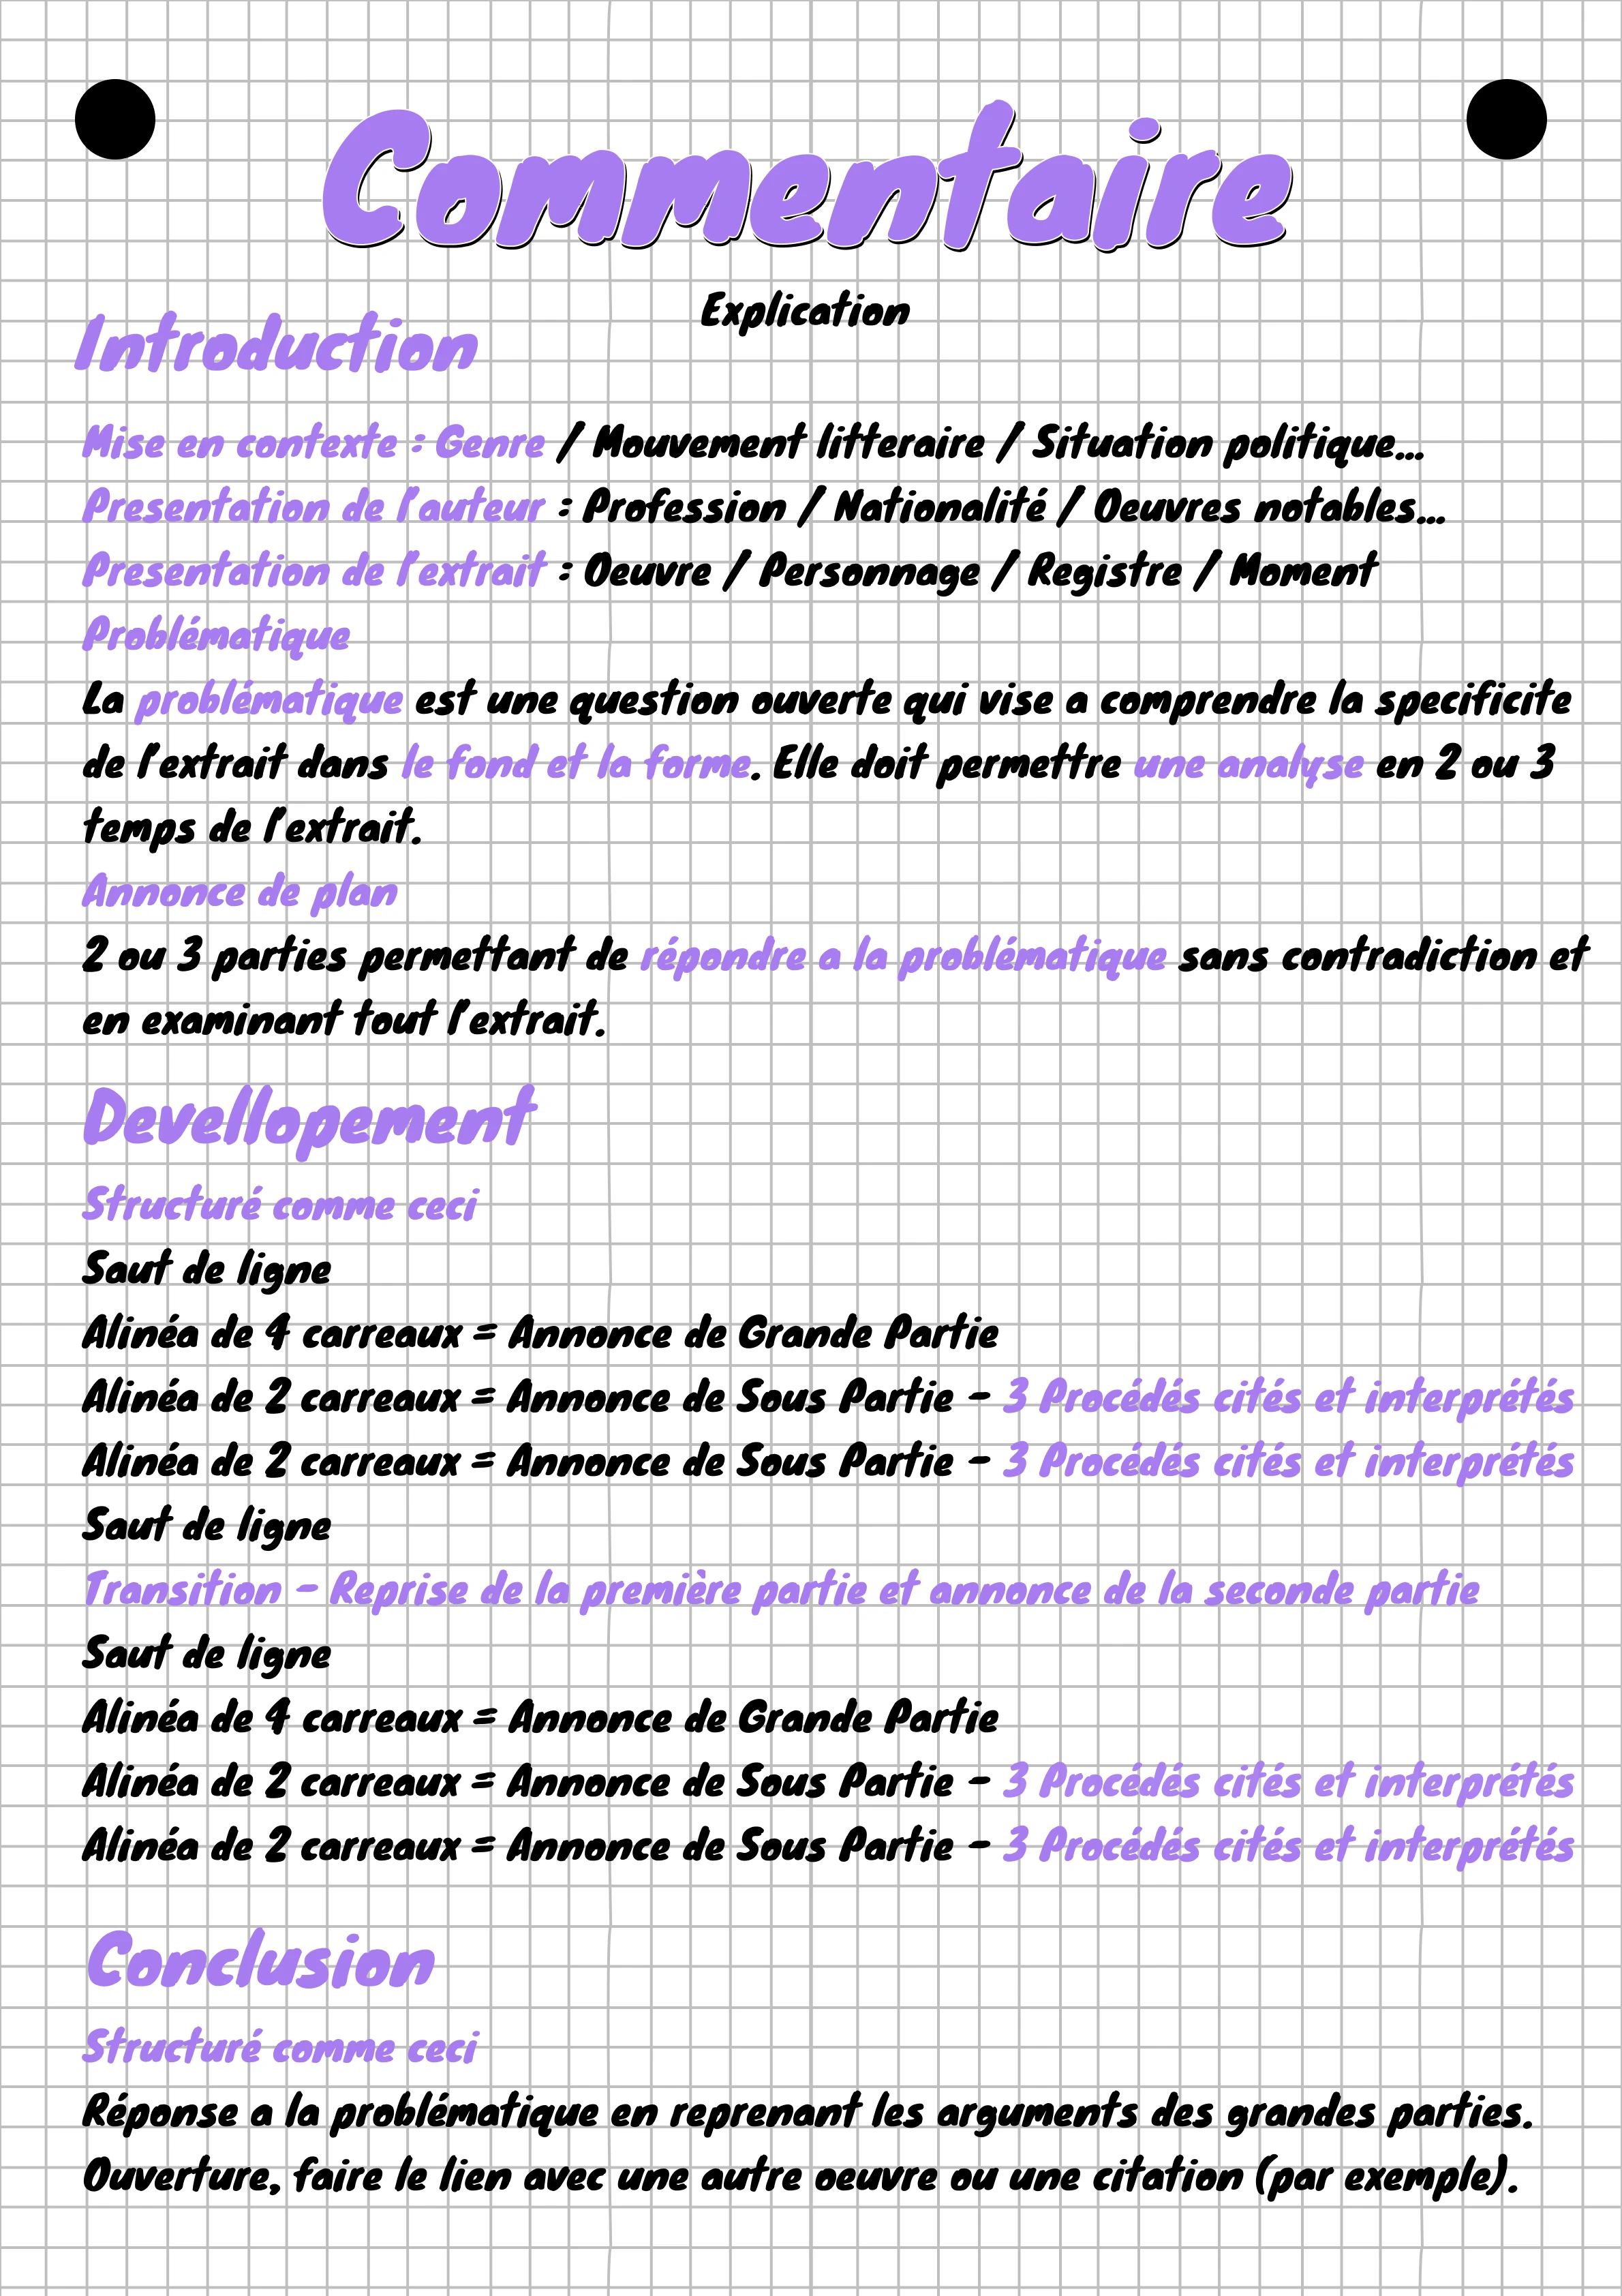 Commentaire
Explication
Introduction
Mise en contexte : Genre / Mouvement litteraire / Situation politique...
Presentation de l'auteur : Profession / Nationalité / Oeuvres notables...
Presentation de l'extrait : Oeuvre / Personnage / Registre / Moment
Problématique
La problématique est une question ouverte qui vise a comprendre la specificite
de l'extrait dans le fond et la forme. Elle doit permettre une analyse en 2 ou 3
temps de l'extrait.
Annonce de plan
2 ou 3 parties permettant de répondre a la problématique sans contradiction et
en examinant tout l'extrait.
Devellopement
Structuré comme ceci
Saut de ligne
Alinéa de 4 carreaux = Annonce de Grande Partie
Alinéa de 2 carreaux = Annonce de Sous Partie - 3 Procédés cités et interprétés
Alinéa de 2 carreaux = Annonce de Sous Partie - 3 Procédés cités et interprétés
Saut de ligne
Transition - Reprise de la première partie et annonce de la seconde partie
Saut de ligne
Alinéa de 4 carreaux = Annonce de Grande Partie
Alinéa de 2 carreaux = Annonce de Sous Partie - 3 Procédés cités et interprétés
Alinéa de 2 carreaux = Annonce de Sous Partie - 3 Procédés cités et interprétés
Conclusion
Structuré comme ceci
Réponse a la problématique en reprenant les arguments des grandes parties.
Ouverture, faire le lien avec une autre oeuvre ou une citation (par exemple).